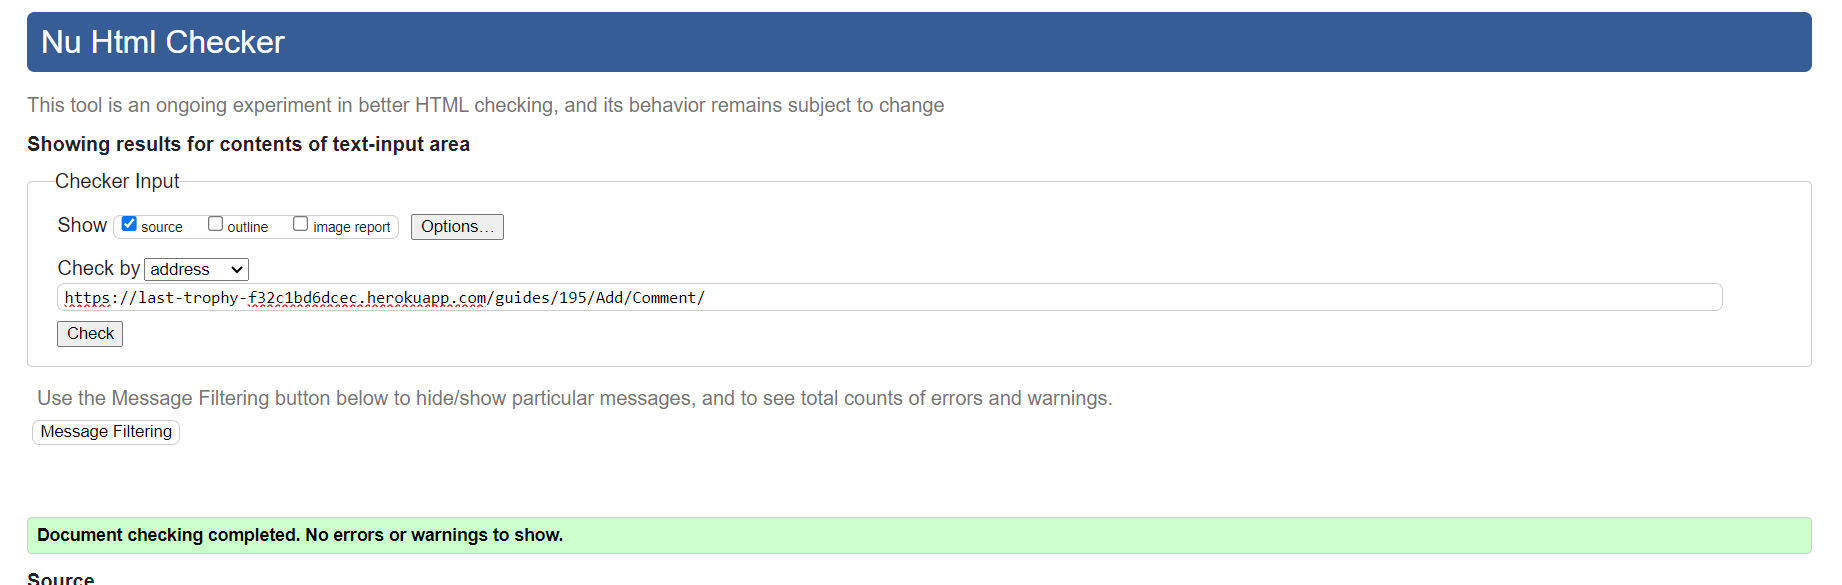 Nu Html Checker
This tool is an ongoing experiment in better HTML checking, and its behavior remains subject to change
Showing results for contents of text-input area
Checker Input
Show source outline image report Options...
Check by address
https://last-trophy-f32c1bd6dcec.herokuapp.com/guides/195/Add/Comment/
Check
Use the Message Filtering button below to hide/show particular messages, and to see total counts of errors and warnings.
Message Filtering
Document checking completed. No errors or warnings to show.
Source